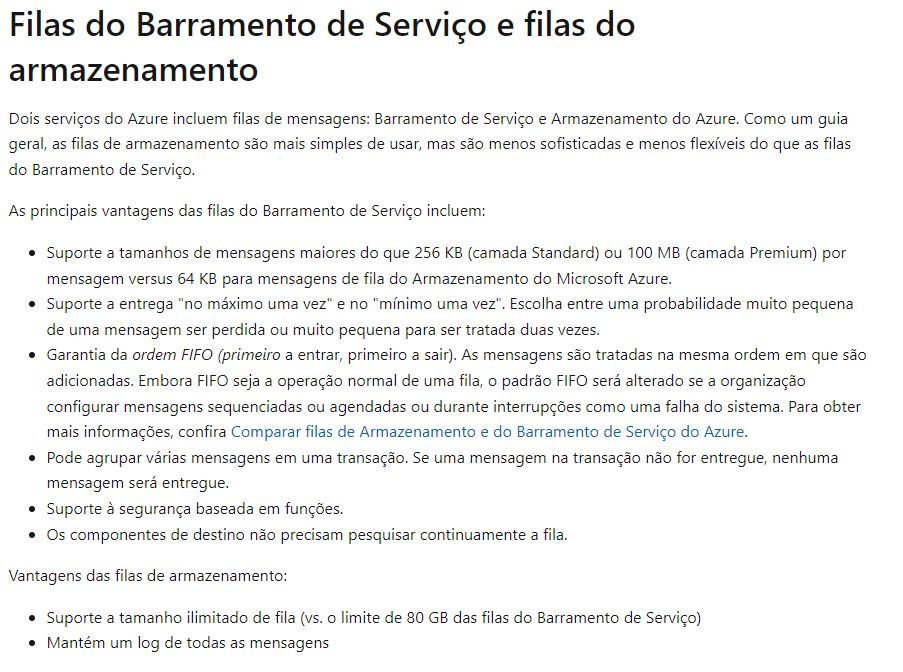 Filas do Barramento de Serviço e filas do
armazenamento
Dois serviços do Azure incluem filas de mensagens: Barramento de Serviço e Armazenamento do Azure. Como um guia
geral, as filas de armazenamento são mais simples de usar, mas são menos sofisticadas e menos flexíveis do que as filas
do Barramento de Serviço.
As principais vantagens das filas do Barramento de Serviço incluem:
• Suporte a tamanhos de mensagens maiores do que 256 KB (camada Standard) ou 100 MB (camada Premium) por
mensagem versus 64 KB para mensagens de fila do Armazenamento do Microsoft Azure.
• Suporte a entrega "no máximo uma vez" e no "mínimo uma vez". Escolha entre uma probabilidade muito pequena
de uma mensagem ser perdida ou muito pequena para ser tratada duas vezes.
• Garantia da ordem FIFO (primeiro a entrar, primeiro a sair). As mensagens são tratadas na mesma ordem em que são
adicionadas. Embora FIFO seja a operação normal de uma fila, o padrão FIFO será alterado se a organização
configurar mensagens sequenciadas ou agendadas ou durante interrupções como uma falha do sistema. Para obter
mais informações, confira Comparar filas de Armazenamento e do Barramento de Serviço do Azure.
• Pode agrupar várias mensagens em uma transação. Se uma mensagem na transação não for entregue, nenhuma
mensagem será entregue.
• Suporte à segurança baseada em funções.
• Os componentes de destino não precisam pesquisar continuamente a fila.
Vantagens das filas de armazenamento:
• Suporte a tamanho ilimitado de fila (vs. o limite de 80 GB das filas do Barramento de Serviço)
• Mantém um log de todas as mensagens